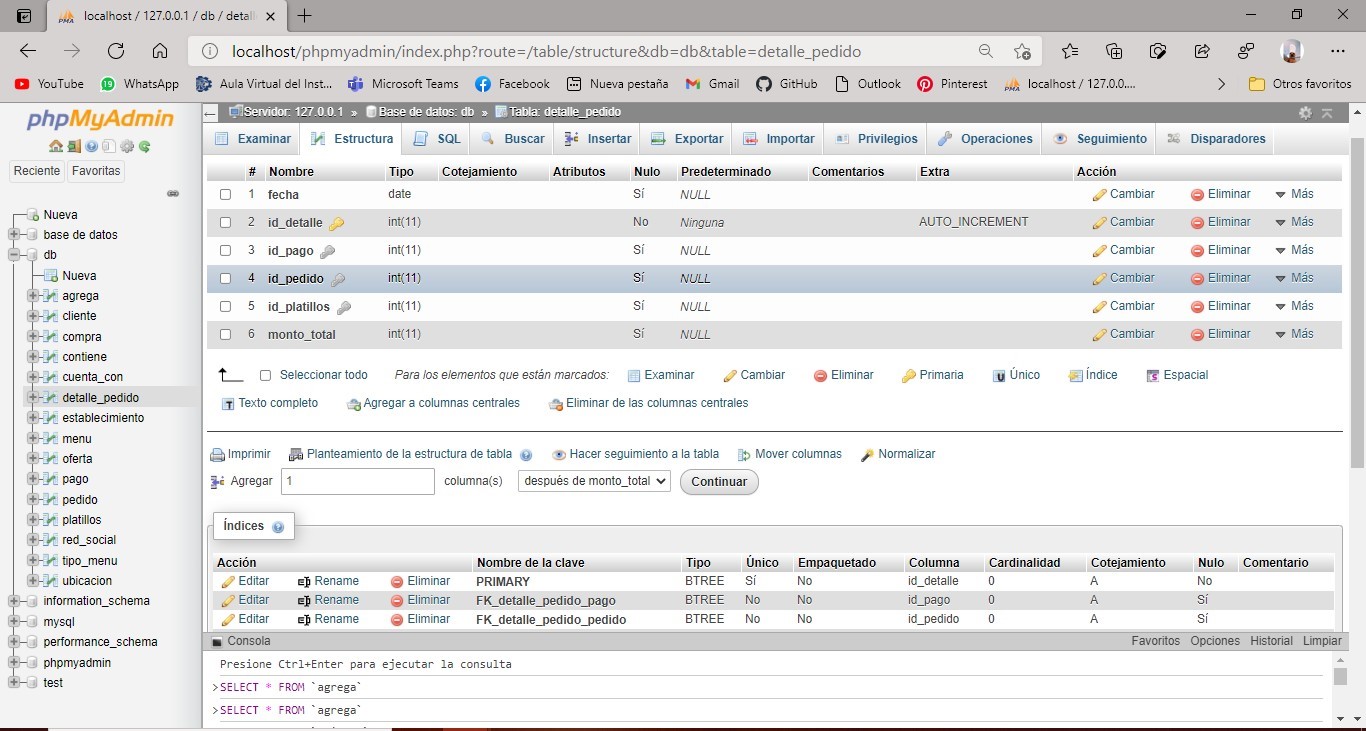 localhost / 127.0.0.1 / db / detall
localhost/phpmyadmin/index.php?route=/table/structure&db=db&table=detalle_pedido
YouTube WhatsApp Aula Virtual del Inst... Microsoft Teams Facebook Nueva pestaña Gmail GitHub Outlook Pinterest localhost / 127.0.0.... Otros favoritos
phpMyAdmin
Reciente Favoritas
Nueva
base de datos
db
Nueva
agrega
cliente
compra
contiene
cuenta_con
detalle_pedido
establecimiento
menu
oferta
pago
pedido
platillos
red_social
tipo_menu
ubicacion
information_schema
mysql
performance_schema
phpmyadmin
test
Servidor: 127.0.0.1 » Base de datos: db » Tabla: detalle_pedido
Examinar Estructura SQL Buscar Insertar Exportar Importar Privilegios Operaciones Seguimiento Disparadores
# Nombre Tipo Cotejamiento Atributos Nulo Predeterminado Comentarios Extra Acción
1 fecha date Sí NULL Cambiar Eliminar Más
2 id_detalle int(11) No Ninguna AUTO_INCREMENT Cambiar Eliminar Más
3 id_pago int(11) Sí NULL Cambiar Eliminar Más
4 id_pedido int(11) Sí NULL Cambiar Eliminar Más
5 id_platillos int(11) Sí NULL Cambiar Eliminar Más
6 monto_total int(11) Sí NULL Cambiar Eliminar Más
Seleccionar todo Para los elementos que están marcados: Examinar Cambiar Eliminar Primaria Único Índice Espacial
Texto completo Agregar a columnas centrales Eliminar de las columnas centrales
Imprimir Planteamiento de la estructura de tabla Hacer seguimiento a la tabla Mover columnas Normalizar
Agregar 1 columna(s) después de monto_total Continuar
Índices
Acción Nombre de la clave Tipo Único Empaquetado Columna Cardinalidad Cotejamiento Nulo Comentario
Editar Rename Eliminar PRIMARY BTREE Sí No id_detalle 0 A No
Editar Rename Eliminar FK_detalle_pedido_pago BTREE No No id_pago 0 A Sí
Editar Rename Eliminar FK_detalle_pedido_pedido BTREE No No id_pedido 0 A Sí
Consola Favoritos Opciones Historial Limpiar
Presione Ctrl+Enter para ejecutar la consulta
>SELECT * FROM `agrega`
>SELECT * FROM `agrega`